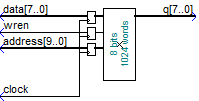 data[7..0]
q[7..0]
wren
address[9..0]
8 bits
1024 words
clock